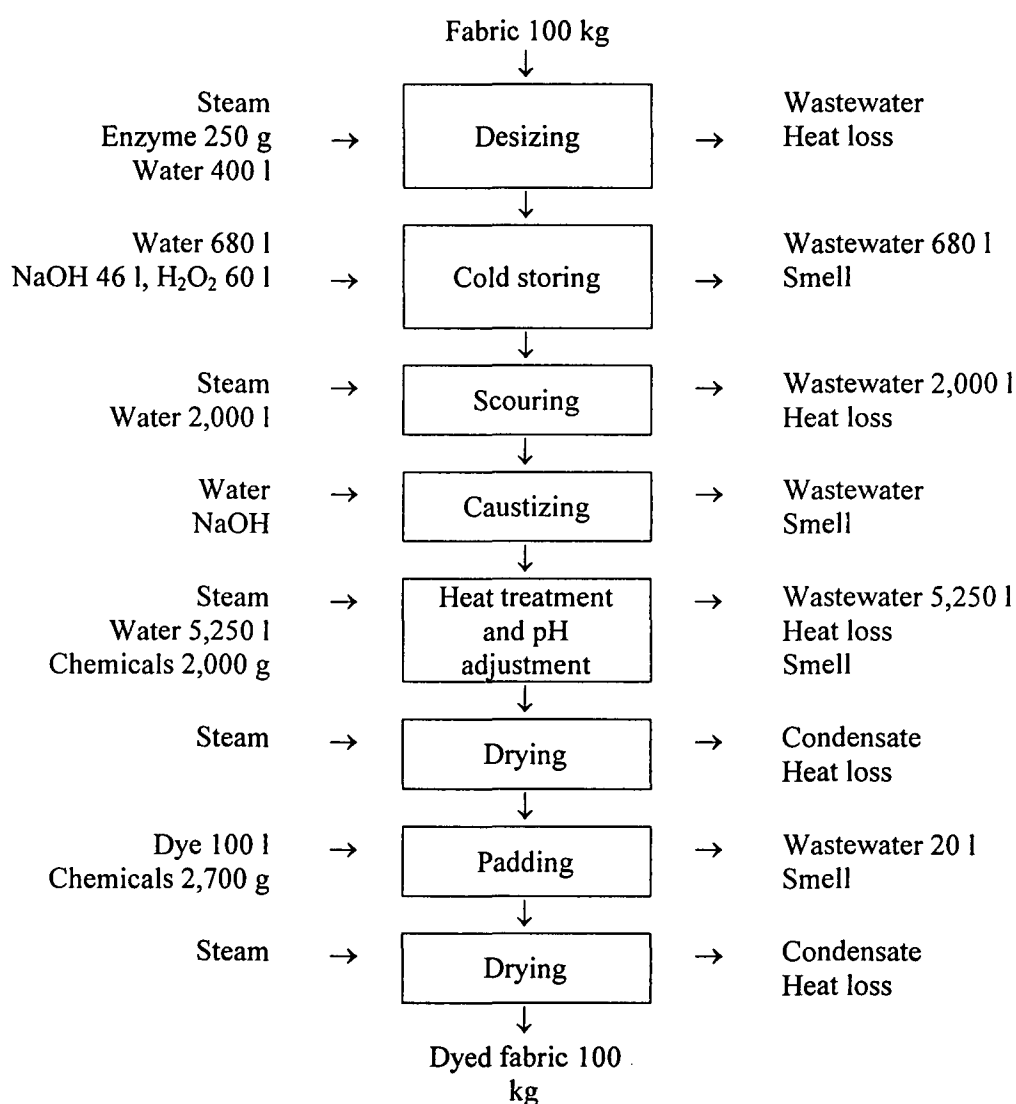 Fabric 100 kg
↓
Steam
Enzyme 250 g → Desizing → Wastewater
Water 400 l
Heat loss
↓
Water 680 l
NaOH 46 l, H₂O₂ 60 l → Cold storing → Wastewater 680 l
Smell
↓
Steam → Scouring → Wastewater 2,000 l
Water 2,000 l
Heat loss
↓
Water → Caustizing → Wastewater
NaOH
Smell
↓
Steam → Heat treatment → Wastewater 5,250 l
Water 5,250 l and pH Heat loss
Chemicals 2,000 g adjustment Smell
↓
Steam → Drying → Condensate
Heat loss
↓
Dye 100 l → Padding → Wastewater 20 l
Chemicals 2,700 g
Smell
↓
Steam → Drying → Condensate
Heat loss
↓
Dyed fabric 100
kg